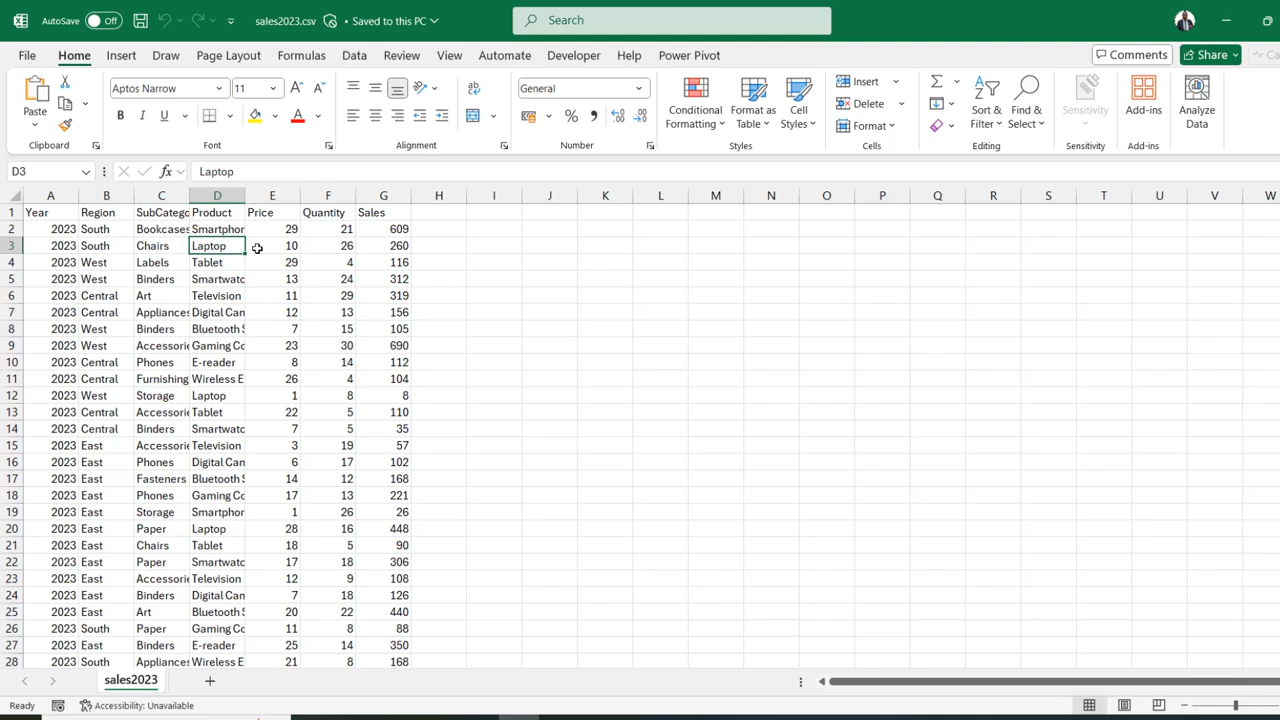 AutoSave Off sales2023.csv • Saved to this PC Search
File Home Insert Draw Page Layout Formulas Data Review View Automate Developer Help Power Pivot Comments Share
Paste Aptos Narrow 11 A A ab General Conditional Formatting Format as Table Cell Styles Insert Delete Format Sort & Filter Find & Select Sensitivity Add-ins Analyze Data
B I U A % 9
Clipboard Font Alignment Number Styles Cells Editing Sensitivity Add-ins
D3 fx Laptop
A B C D E F G H I J K L M N O P Q R S T U V W
1 Year Region SubCatego Product Price Quantity Sales
2 2023 South Bookcases Smartphon 29 21 609
3 2023 South Chairs Laptop 10 26 260
4 2023 West Labels Tablet 29 4 116
5 2023 West Binders Smartwatc 13 24 312
6 2023 Central Art Television 11 29 319
7 2023 Central Appliances Digital Can 12 13 156
8 2023 West Binders Bluetooth S 7 15 105
9 2023 West Accessorie Gaming Co 23 30 690
10 2023 Central Phones E-reader 8 14 112
11 2023 Central Furnishing Wireless E 26 4 104
12 2023 West Storage Laptop 1 8 8
13 2023 Central Accessorie Tablet 22 5 110
14 2023 Central Binders Smartwatc 7 5 35
15 2023 East Accessorie Television 3 19 57
16 2023 East Phones Digital Can 6 17 102
17 2023 East Fasteners Bluetooth S 14 12 168
18 2023 East Phones Gaming Co 17 13 221
19 2023 East Storage Smartphon 1 26 26
20 2023 East Paper Laptop 28 16 448
21 2023 East Chairs Tablet 18 5 90
22 2023 East Paper Smartwatc 17 18 306
23 2023 East Accessorie Television 12 9 108
24 2023 East Binders Digital Can 7 18 126
25 2023 East Art Bluetooth S 20 22 440
26 2023 South Paper Gaming Co 11 8 88
27 2023 East Binders E-reader 25 14 350
28 2023 South Appliances Wireless E 21 8 168
sales2023
Ready Accessibility: Unavailable